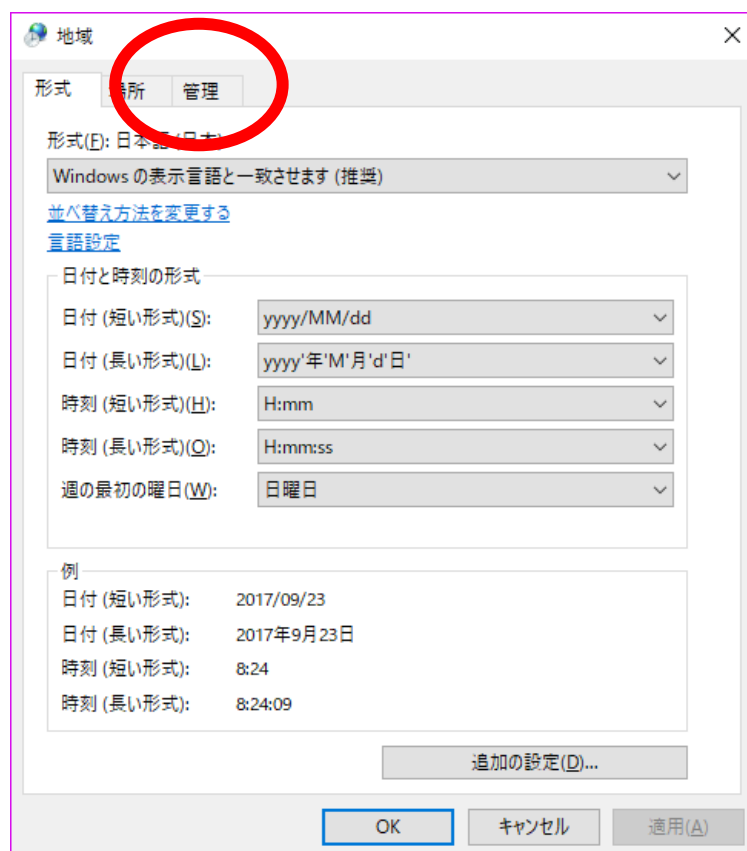 地域
形式 場所 管理
形式(F): 日本語 (日本)
Windows の表示言語と一致させます (推奨)
並べ替え方法を変更する
言語設定
日付と時刻の形式
日付 (短い形式)(S): yyyy/MM/dd
日付 (長い形式)(L): yyyy'年'M'月'd'日'
時刻 (短い形式)(H): H:mm
時刻 (長い形式)(O): H:mm:ss
週の最初の曜日(W): 日曜日
例
日付 (短い形式): 2017/09/23
日付 (長い形式): 2017年9月23日
時刻 (短い形式): 8:24
時刻 (長い形式): 8:24:09
追加の設定(D)...
OK キャンセル 適用(A)